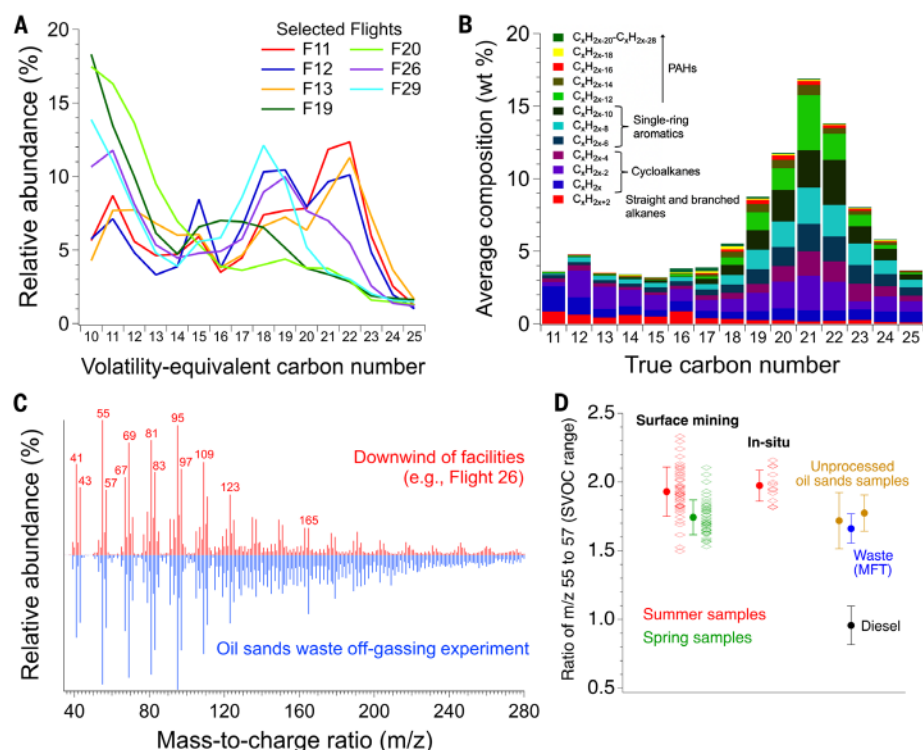 A
Selected Flights
F11
F20
F12
F26
F13
F29
F19
20
15
10
5
0
Relative abundance (%)
10 11 12 13 14 15 16 17 18 19 20 21 22 23 24 25
Volatility-equivalent carbon number
B
20
15
10
5
0
Average composition (wt %)
CxH2x-20-CxH2x-28
CxH2x-18
CxH2x-16
CxH2x-14
CxH2x-12
CxH2x-10
CxH2x-8
CxH2x-6
CxH2x-4
CxH2x-2
CxH2x
CxH2x+2
PAHs
Single-ring
aromatics
Cycloalkanes
Straight and branched
alkanes
11 12 13 14 15 16 17 18 19 20 21 22 23 24 25
True carbon number
C
Relative abundance (%)
Relative abundance (%)
41
43
55
57
67
69
81
83
95
97
109
123
165
Downwind of facilities
(e.g., Flight 26)
Oil sands waste off-gassing experiment
40 80 120 160 200 240 280
Mass-to-charge ratio (m/z)
D
2.5
2.0
1.5
1.0
0.5
Ratio of m/z 55 to 57 (SVOC range)
Surface mining
In-situ
Unprocessed
oil sands samples
Waste
(MFT)
Summer samples
Spring samples
Diesel